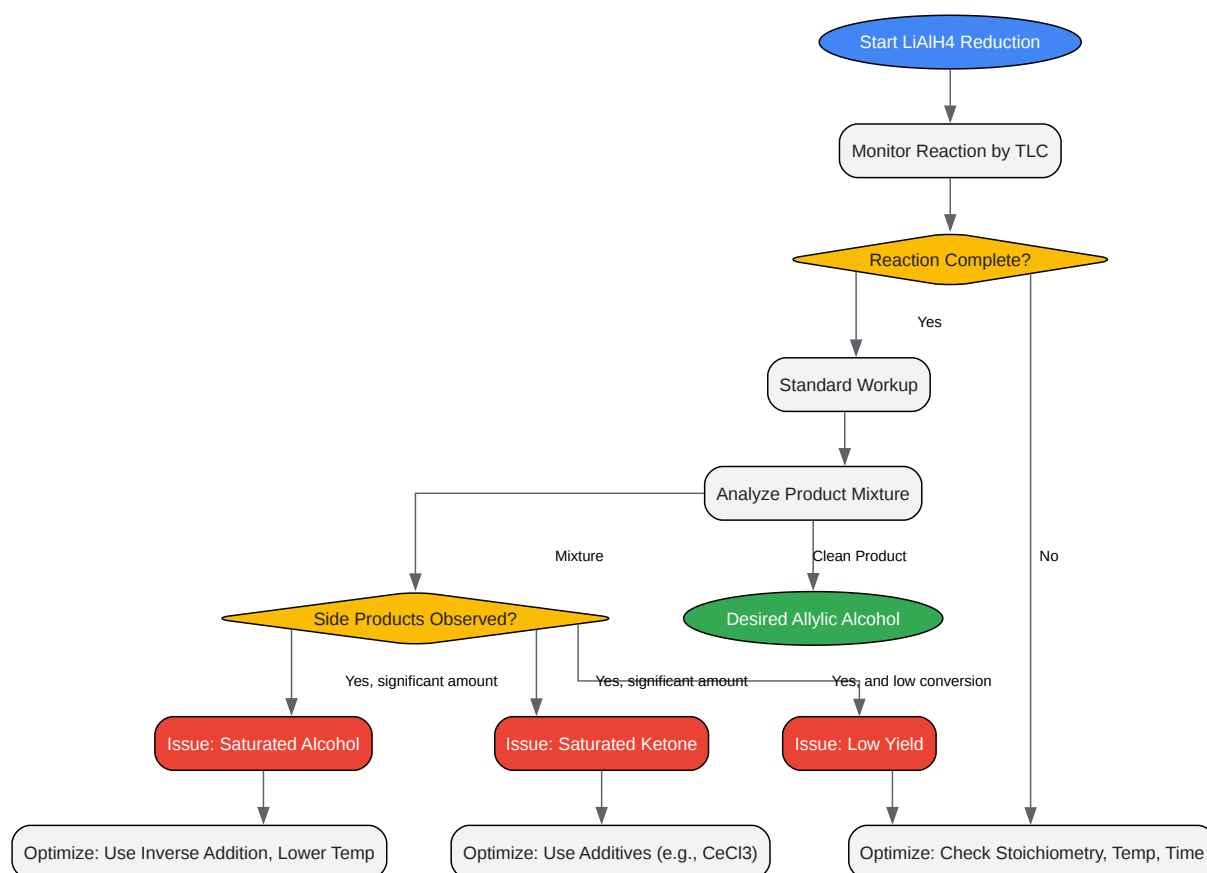 Start LiAlH4 Reduction
Monitor Reaction by TLC
Reaction Complete?
Yes
Standard Workup
Analyze Product Mixture
Mixture
Clean Product
No
Side Products Observed?
Desired Allylic Alcohol
Yes, significant amount
Yes, significant amount
Yes, and low conversion
Issue: Saturated Alcohol
Issue: Saturated Ketone
Issue: Low Yield
Optimize: Use Inverse Addition, Lower Temp
Optimize: Use Additives (e.g., CeCl3)
Optimize: Check Stoichiometry, Temp, Time